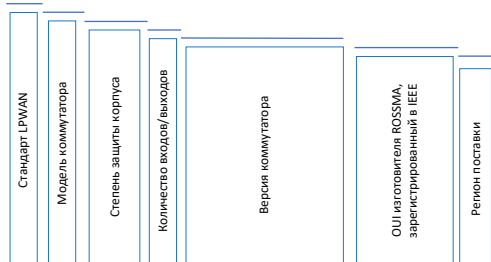 Стандарт LPWAN
Модель коммутатора
Степень защиты корпуса
Количество входов/выходов
Версия коммутатора
OUI изготовителя ROSSMA,
зарегистрированный в IEEE
Регион поставки